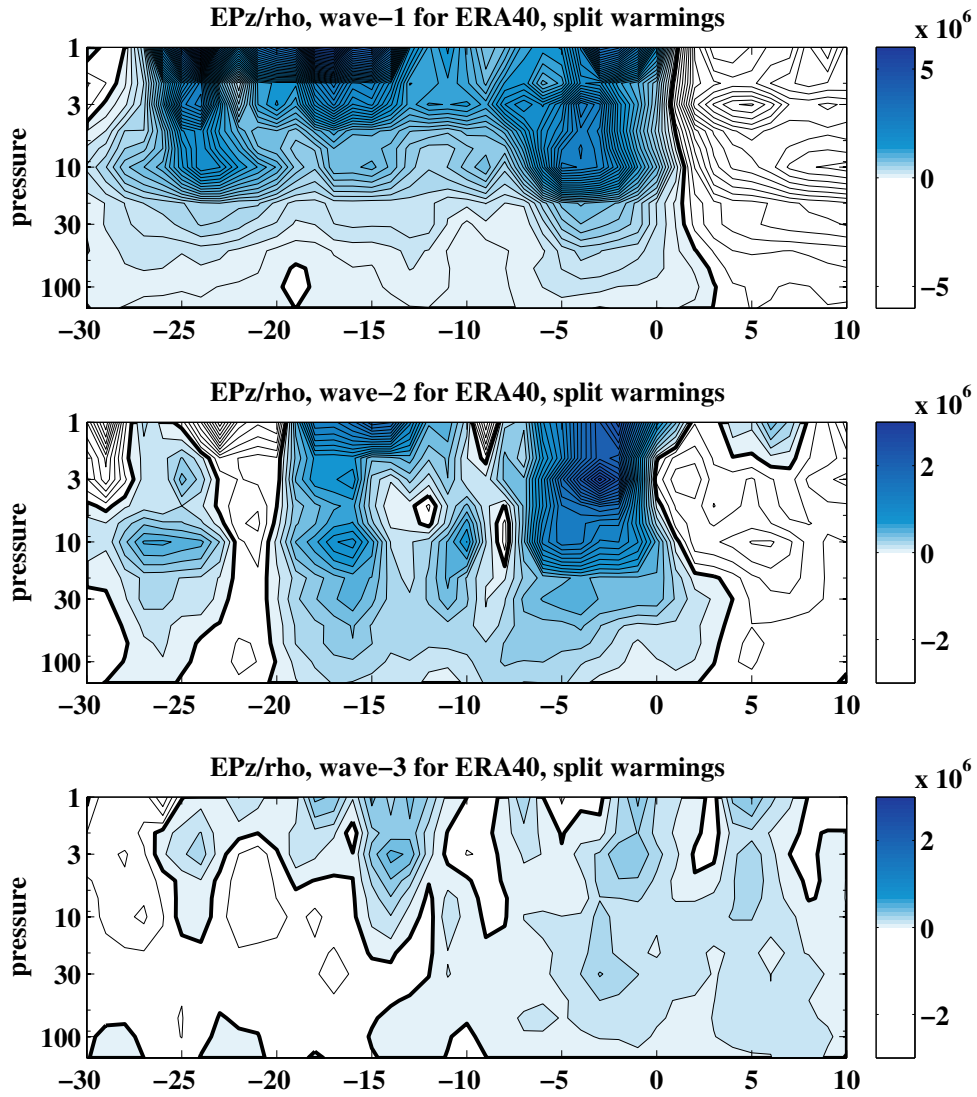 EPz/rho, wave−1 for ERA40, split warmings
x 10^6
1
3
10
30
100
pressure
5
0
−5
−30 −25 −20 −15 −10 −5 0 5 10
EPz/rho, wave−2 for ERA40, split warmings
x 10^6
1
3
10
30
100
pressure
2
0
−2
−30 −25 −20 −15 −10 −5 0 5 10
EPz/rho, wave−3 for ERA40, split warmings
x 10^6
1
3
10
30
100
pressure
2
0
−2
−30 −25 −20 −15 −10 −5 0 5 10